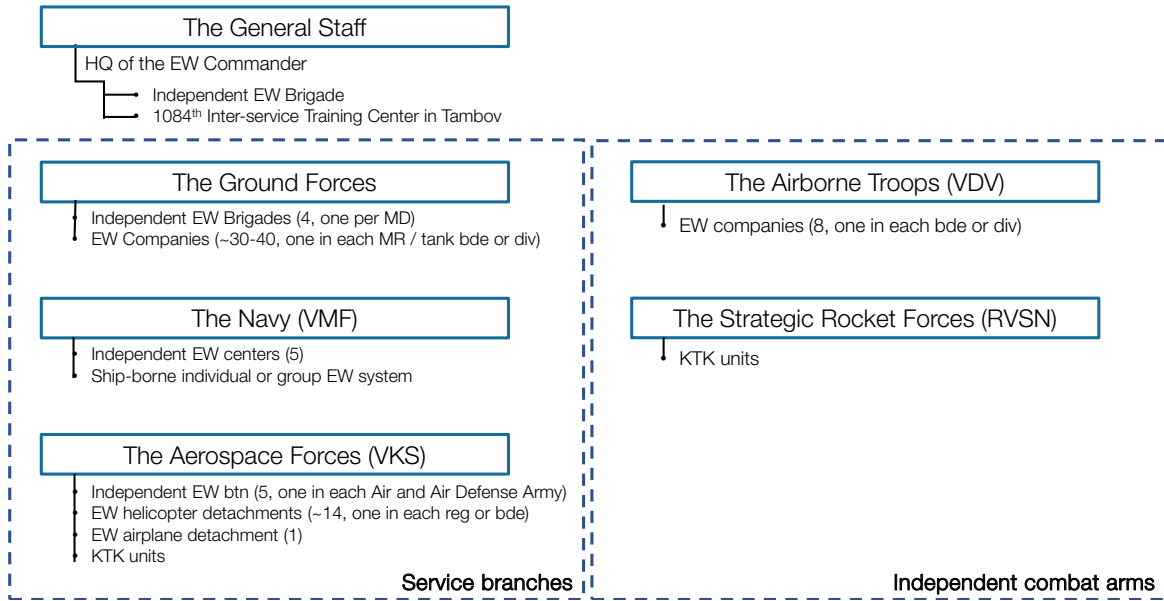 The General Staff
HQ of the EW Commander
Independent EW Brigade
1084th Inter-service Training Center in Tambov
The Ground Forces
Independent EW Brigades (4, one per MD)
EW Companies (~30-40, one in each MR / tank bde or div)
The Navy (VMF)
Independent EW centers (5)
Ship-borne individual or group EW system
The Aerospace Forces (VKS)
Independent EW btn (5, one in each Air and Air Defense Army)
EW helicopter detachments (~14, one in each reg or bde)
EW airplane detachment (1)
KTK units
Service branches
The Airborne Troops (VDV)
EW companies (8, one in each bde or div)
The Strategic Rocket Forces (RVSN)
KTK units
Independent combat arms